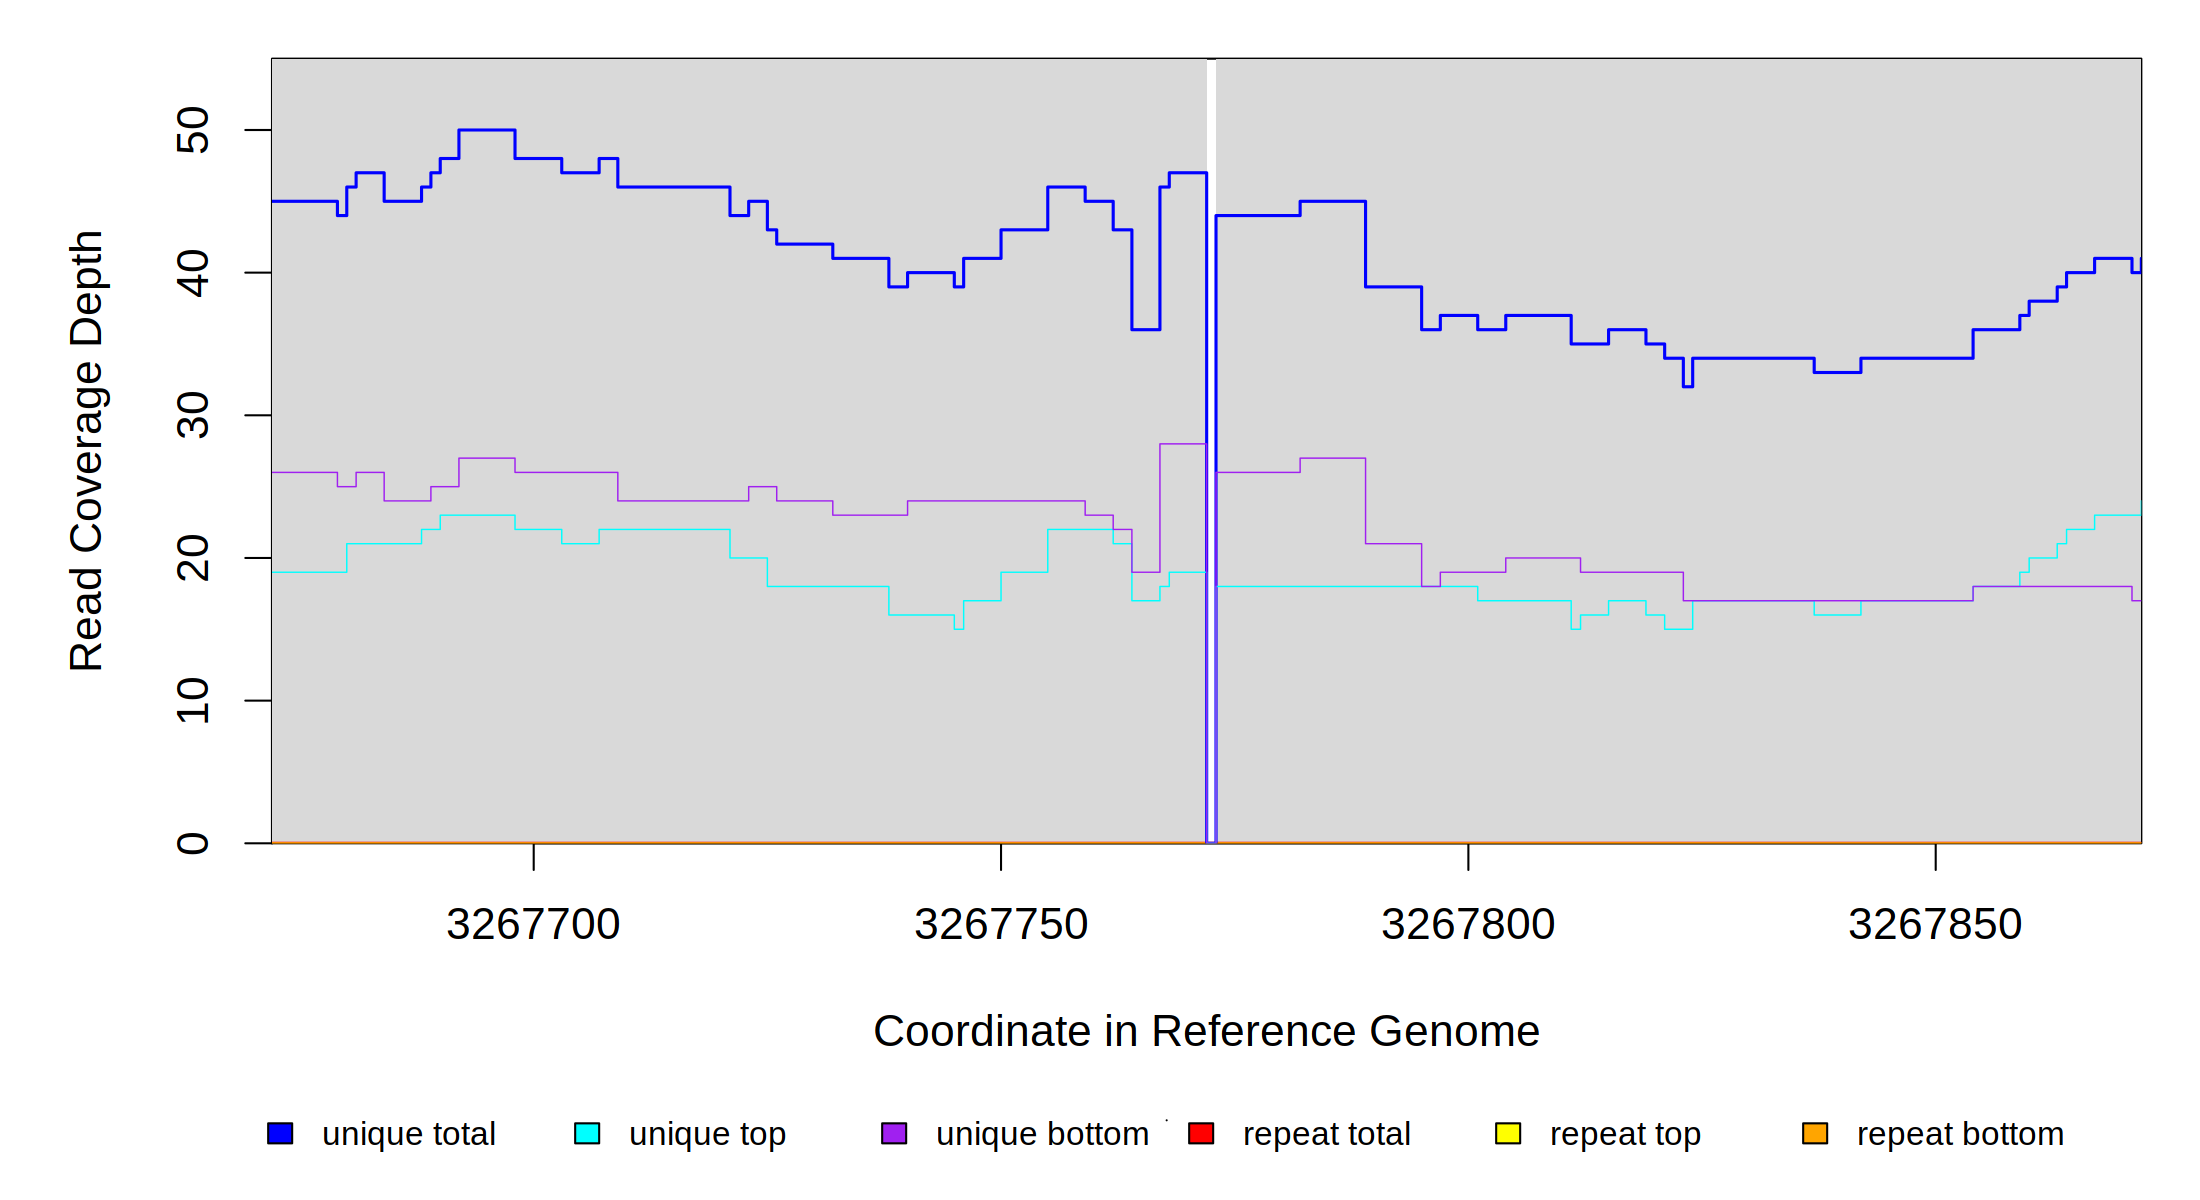 Read Coverage Depth
50
40
30
20
10
0
3267700 3267750 3267800 3267850
Coordinate in Reference Genome
unique total unique top unique bottom repeat total repeat top repeat bottom